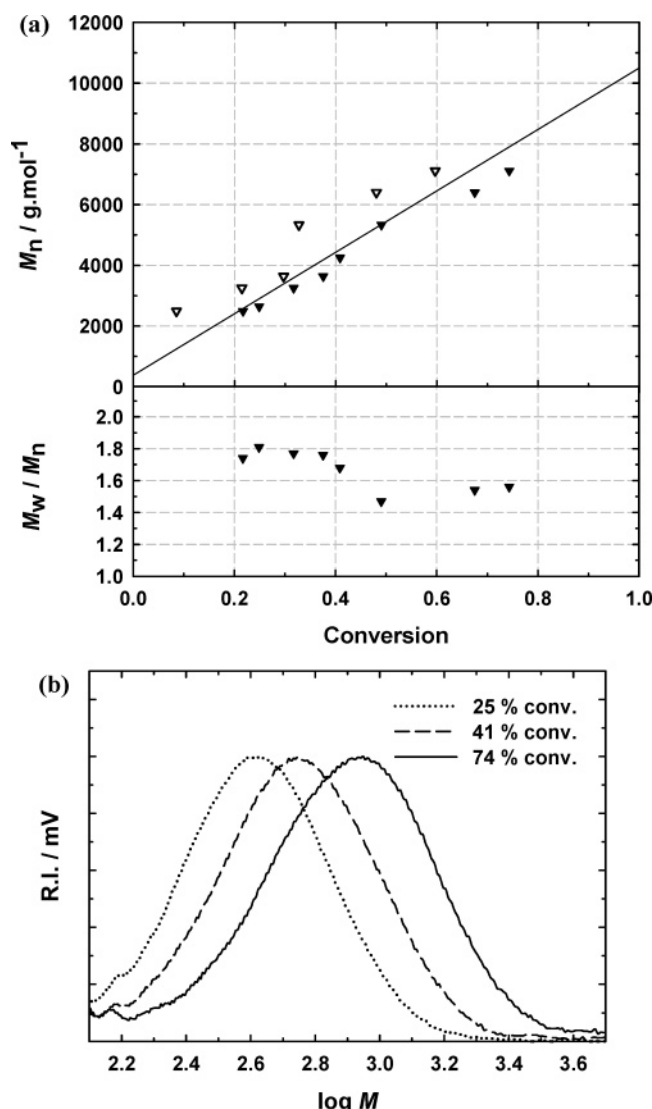 (a)
12000
10000
8000
6000
4000
2000
0
Mn / g.mol-1
2.0
1.8
1.6
1.4
1.2
1.0
Mw / Mn
0.0 0.2 0.4 0.6 0.8 1.0
Conversion
(b)
25 % conv.
41 % conv.
74 % conv.
R.I. / mV
2.2 2.4 2.6 2.8 3.0 3.2 3.4 3.6
log M